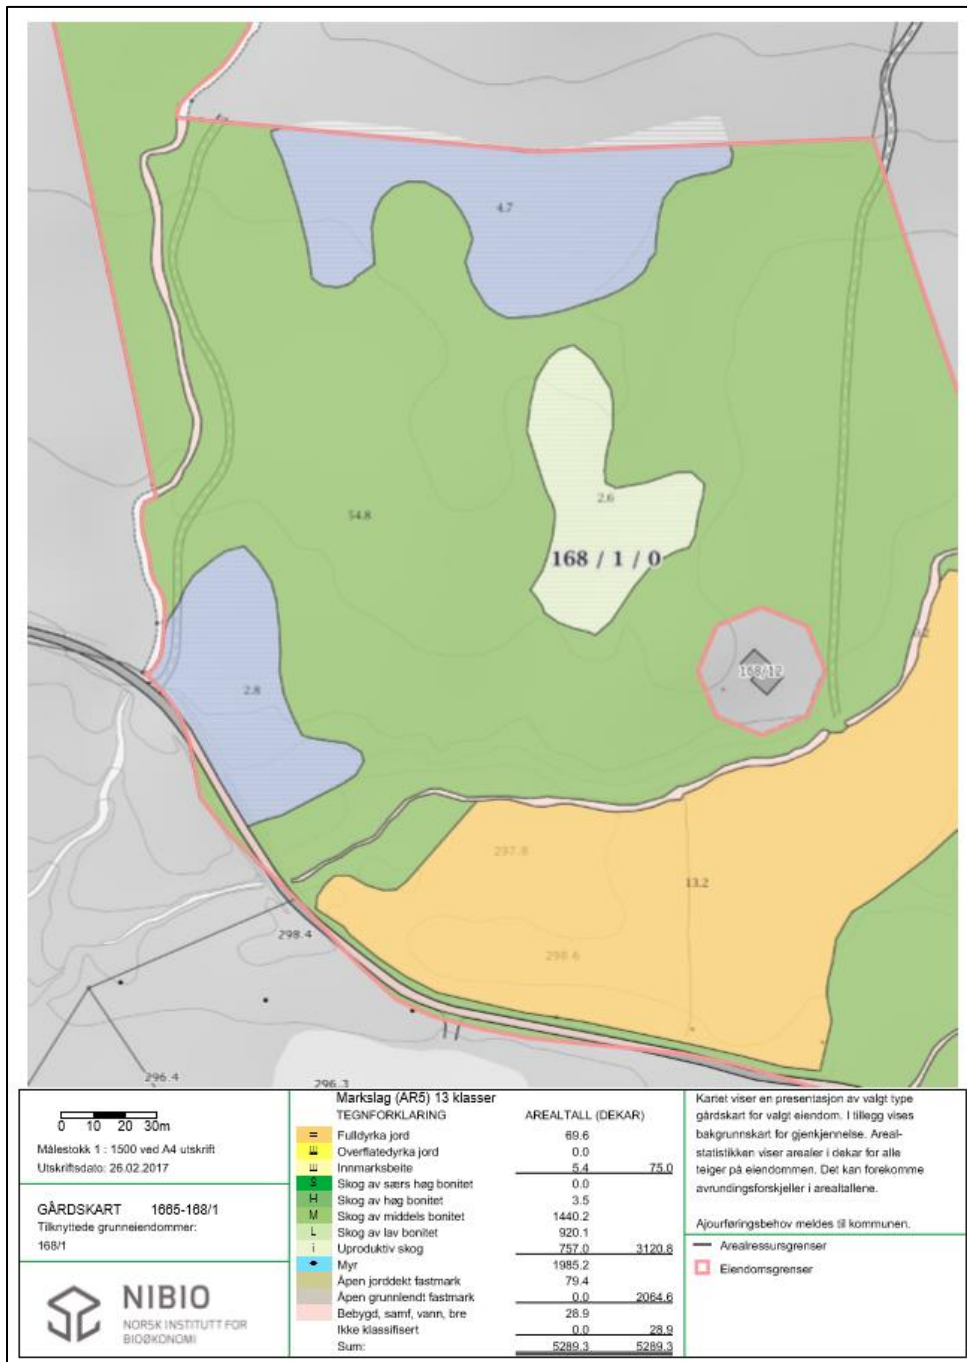 4.7
2.6
54.8
168 / 1 / 0
168/12
0.2
2.8
297.8
13.2
298.4
298.6
296.4
296.3
0 10 20 30m
Målestokk 1 : 1500 ved A4 utskrift
Utskriftsdato: 26.02.2017
GÅRDSKART 1665-168/1
Tilknyttede grunneiendommer:
168/1
NIBIO
NORSK INSTITUTT FOR
BIOØKONOMI
Markslag (AR5) 13 klasser
TEGNFORKLARING AREALTALL (DEKAR)
Fulldyrka jord 69.6
Overflatedyrka jord 0.0
Innmarksbeite 5.4 75.0
S Skog av særs høg bonitet 0.0
H Skog av høg bonitet 3.5
M Skog av middels bonitet 1440.2
L Skog av lav bonitet 920.1
i Uproduktiv skog 757.0 3120.8
Myr 1985.2
Åpen jorddekt fastmark 79.4
Åpen grunnlendt fastmark 0.0 2064.6
Bebygd, samf, vann, bre 28.9
Ikke klassifisert 0.0 28.9
Sum: 5289.3 5289.3
Kartet viser en presentasjon av valgt type
gårdskart for valgt eiendom. I tillegg vises
bakgrunnskart for gjenkjennelse. Areal-
statistikken viser arealer i dekar for alle
teiger på eiendommen. Det kan forekomme
avrundingsforskjeller i arealtallene.
Ajourføringsbehov meldes til kommunen.
Arealressursgrenser
Eiendomsgrenser